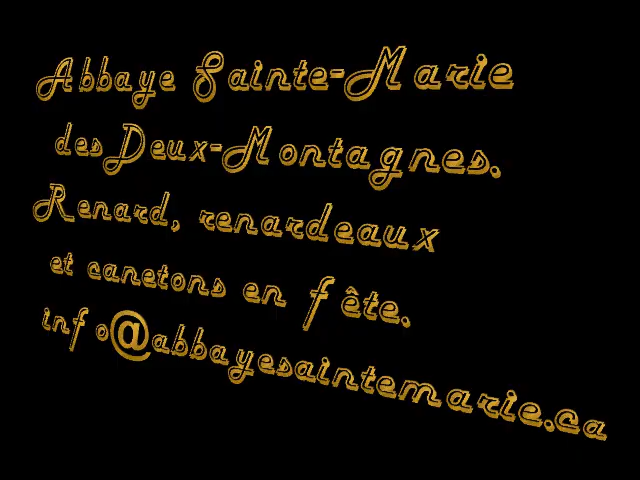 Abbaye Sainte-Marie
des Deux-Montagnes.
Renard, renardeaux
et canetons en fête.
info@abbayesaintemarie.ca